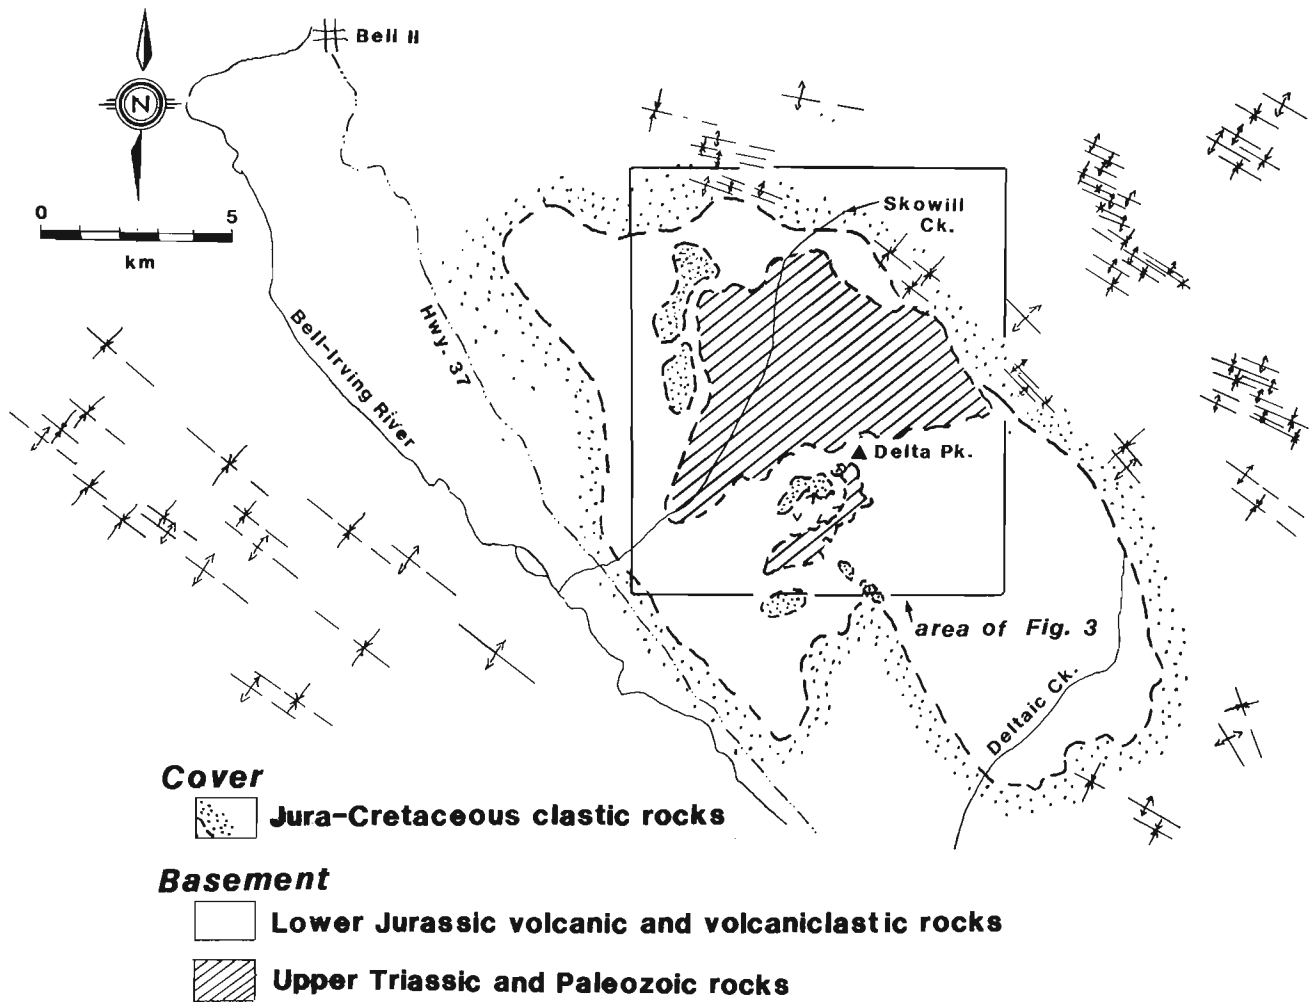 Bell II
N
0 5
km
Skowill
Ck.
Hwy. 37
Bell-Irving River
Delta Pk.
area of Fig. 3
Deltaic Ck.
Cover
Jura-Cretaceous clastic rocks
Basement
Lower Jurassic volcanic and volcaniclastic rocks
Upper Triassic and Paleozoic rocks